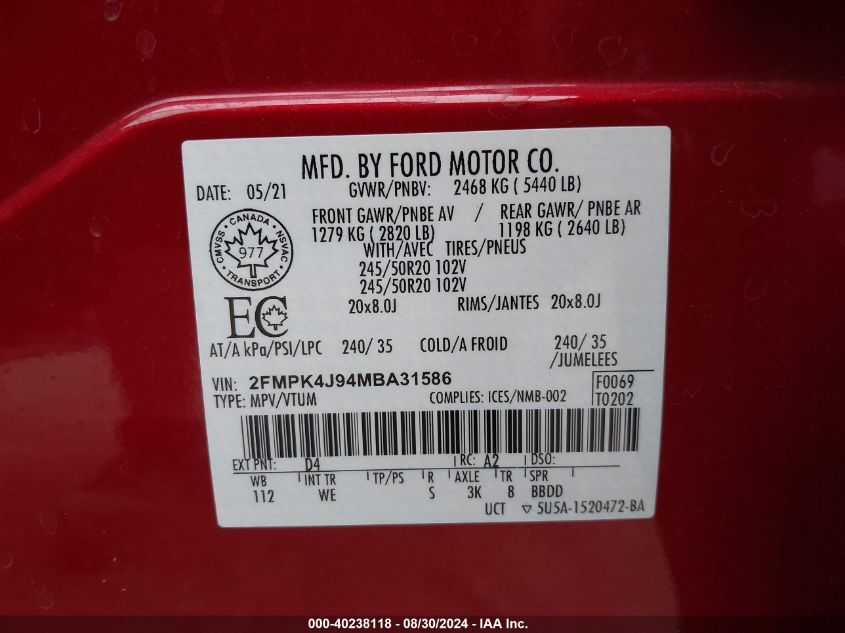 MFD. BY FORD MOTOR CO.
DATE: 05/21
GVWR/PNBV: 2468 KG ( 5440 LB)
FRONT GAWR/PNBE AV / REAR GAWR/ PNBE AR
1279 KG ( 2820 LB) 1198 KG ( 2640 LB)
WITH/AVEC TIRES/PNEUS
245/50R20 102V
245/50R20 102V
20x8.0J RIMS/JANTES 20x8.0J
CANADA
CMVSS NSVAC
977
TRANSPORT
EC
AT/A kPa/PSI/LPC 240/ 35 COLD/A FROID 240/ 35
/JUMELEES
VIN: 2FMPK4J94MBA31586
TYPE: MPV/VTUM COMPLIES: ICES/NMB-002
F0069
T0202
EXT PNT: D4 RC: A2 DSO:
WB INT TR TP/PS R AXLE TR SPR
112 WE S 3K 8 BBDD
UCT ▽ 5U5A-1520472-BA
000-40238118 - 08/30/2024 - IAA Inc.